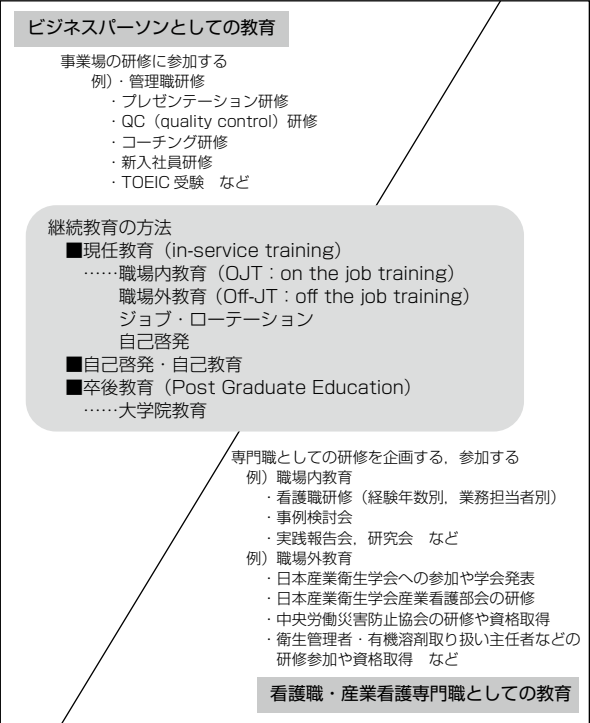 ビジネスパーソンとしての教育
事業場の研修に参加する
例）・管理職研修
・プレゼンテーション研修
・QC（quality control）研修
・コーチング研修
・新入社員研修
・TOEIC 受験　など
継続教育の方法
■現任教育（in-service training）
……職場内教育（OJT：on the job training）
職場外教育（Off-JT：off the job training）
ジョブ・ローテーション
自己啓発
■自己啓発・自己教育
■卒後教育（Post Graduate Education）
……大学院教育
専門職としての研修を企画する，参加する
例）職場内教育
・看護職研修（経験年数別，業務担当者別）
・事例検討会
・実践報告会，研究会　など
例）職場外教育
・日本産業衛生学会への参加や学会発表
・日本産業衛生学会産業看護部会の研修
・中央労働災害防止協会の研修や資格取得
・衛生管理者・有機溶剤取り扱い主任者などの
研修参加や資格取得　など
看護職・産業看護専門職としての教育